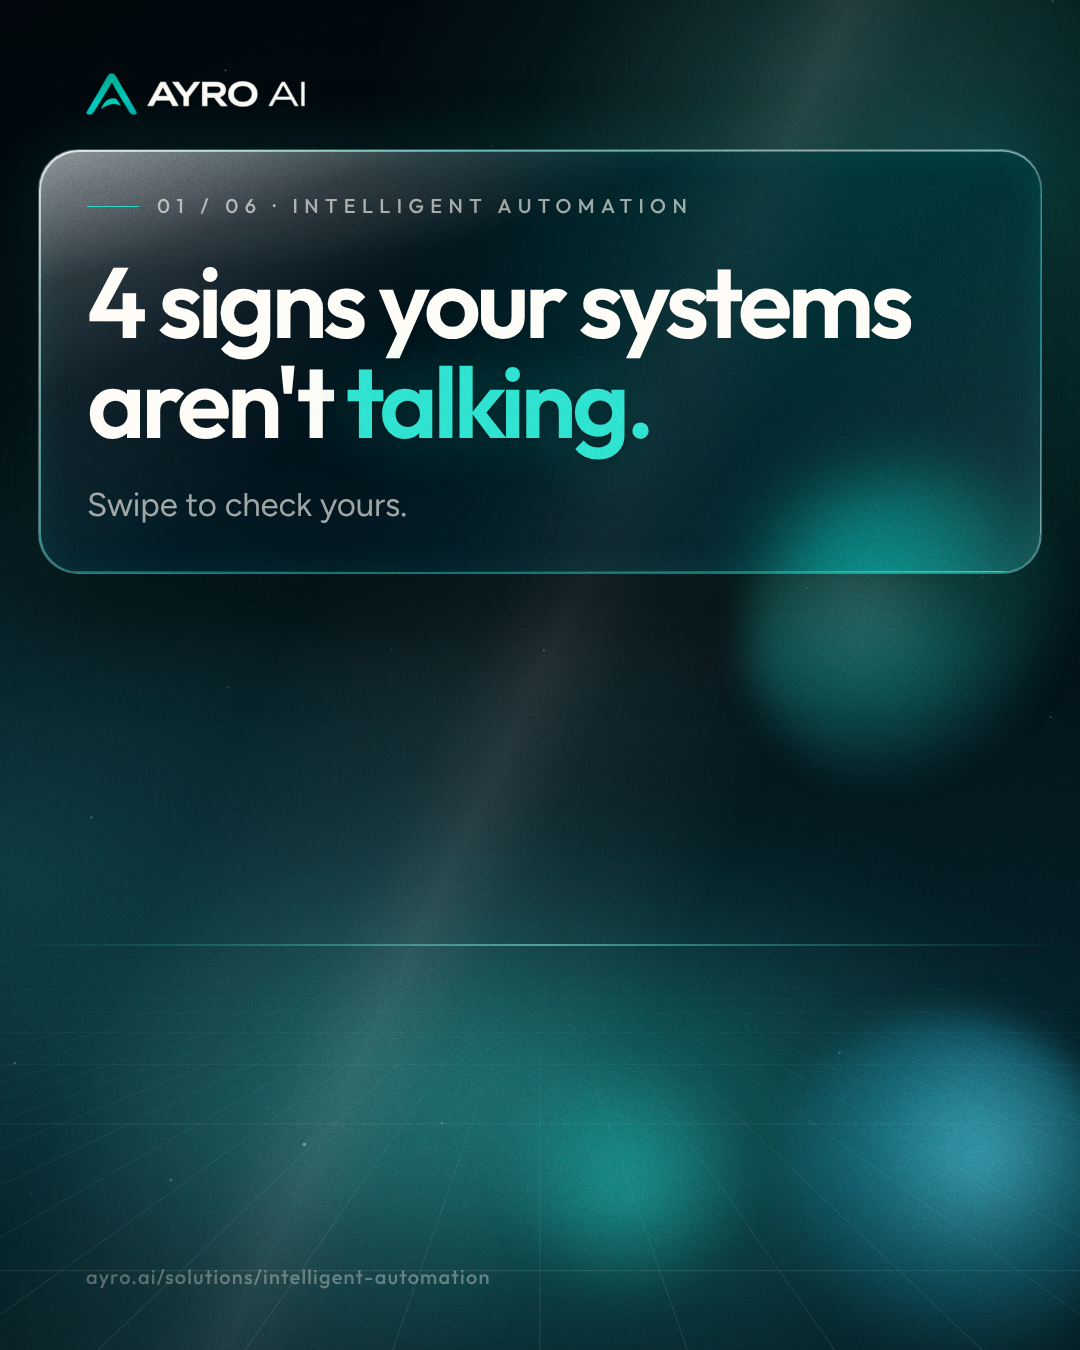 AYRO AI
01 / 06 · INTELLIGENT AUTOMATION
4 signs your systems
aren't talking.
Swipe to check yours.
ayro.ai/solutions/intelligent-automation